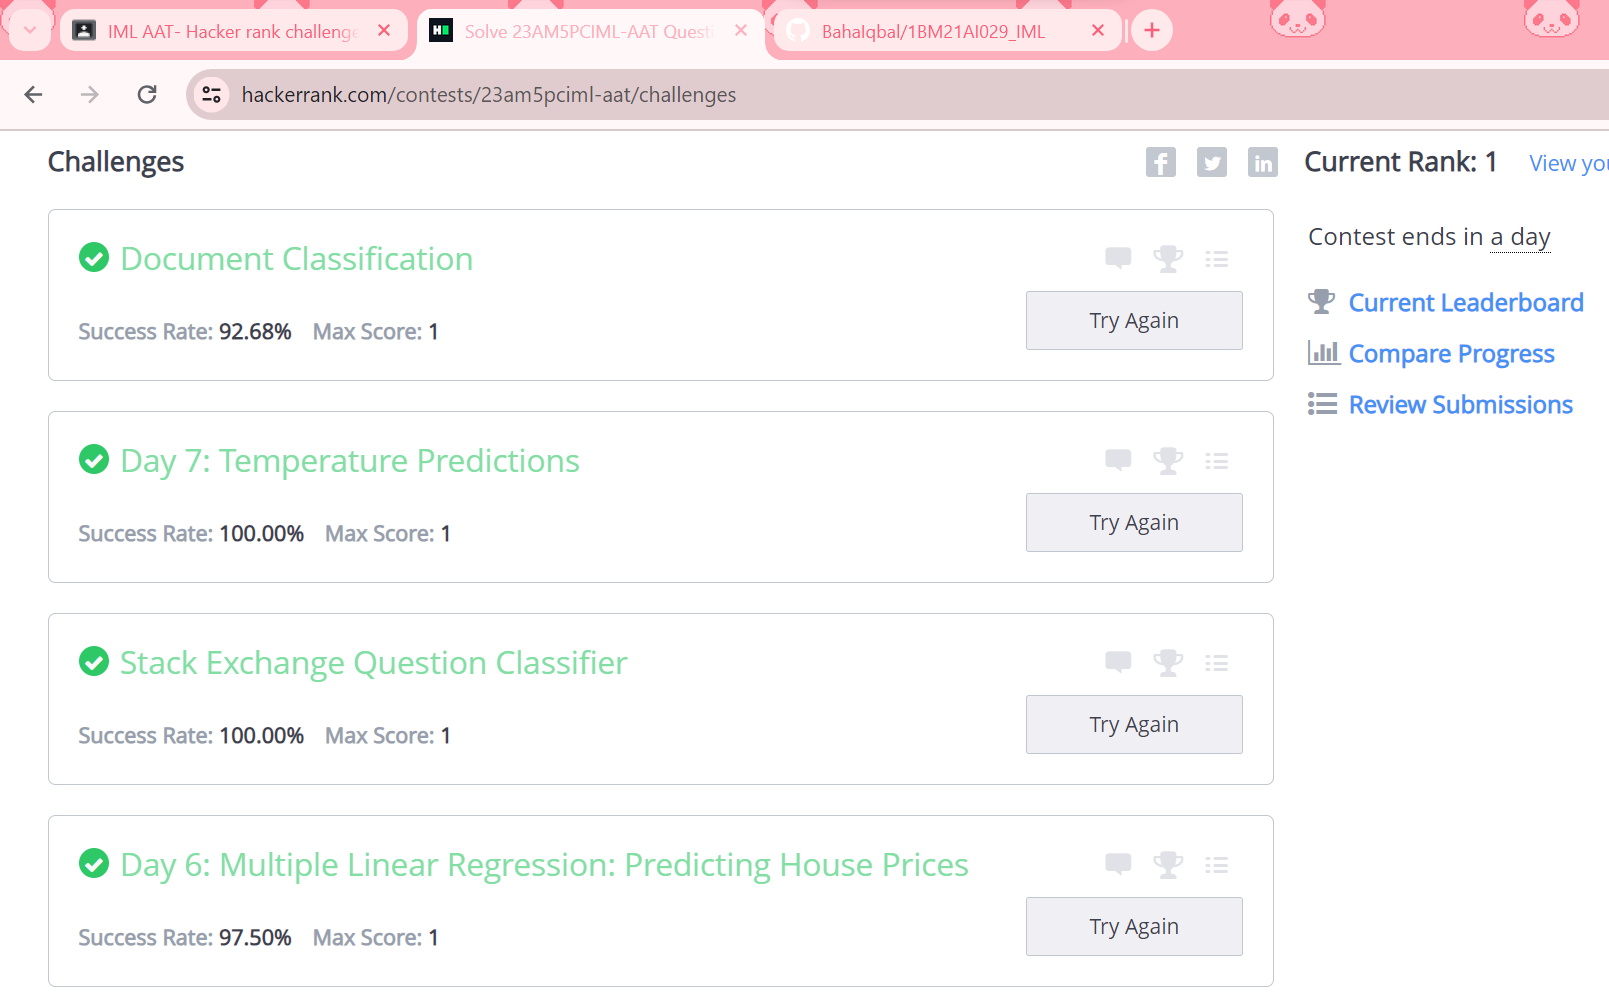 IML AAT- Hacker rank challenge
Solve 23AM5PCIML-AAT Questi
BahaIqbal/1BM21AI029_IML
hackerrank.com/contests/23am5pciml-aat/challenges
Challenges
Current Rank: 1 View you
Contest ends in a day
Current Leaderboard
Compare Progress
Review Submissions
Document Classification
Success Rate: 92.68% Max Score: 1
Try Again
Day 7: Temperature Predictions
Success Rate: 100.00% Max Score: 1
Try Again
Stack Exchange Question Classifier
Success Rate: 100.00% Max Score: 1
Try Again
Day 6: Multiple Linear Regression: Predicting House Prices
Success Rate: 97.50% Max Score: 1
Try Again